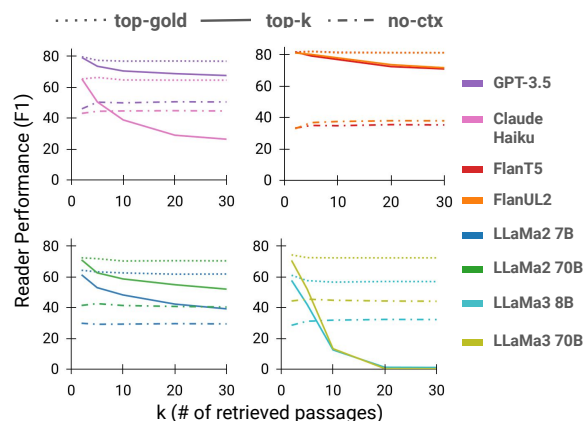 top-gold top-k no-ctx
Reader Performance (F1)
80
60
40
20
0
0 10 20 30
80
60
40
20
0
0 10 20 30
80
60
40
20
0
0 10 20 30
80
60
40
20
0
0 10 20 30
k (# of retrieved passages)
GPT-3.5
Claude
Haiku
FlanT5
FlanUL2
LLaMa2 7B
LLaMa2 70B
LLaMa3 8B
LLaMa3 70B